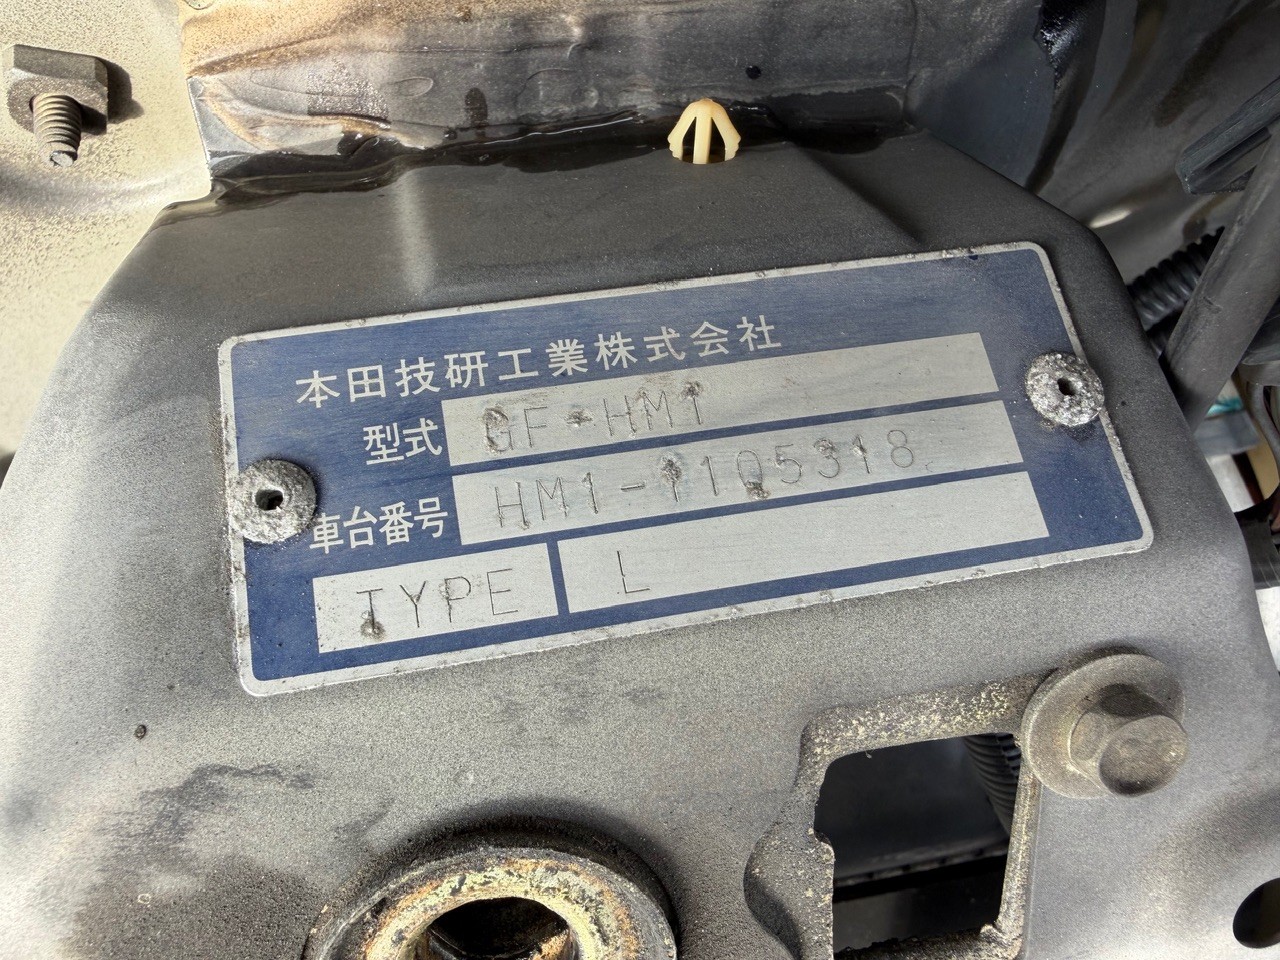 本田技研工業株式会社
型式 GF-HM1
車台番号 HM1-1105318
TYPE L